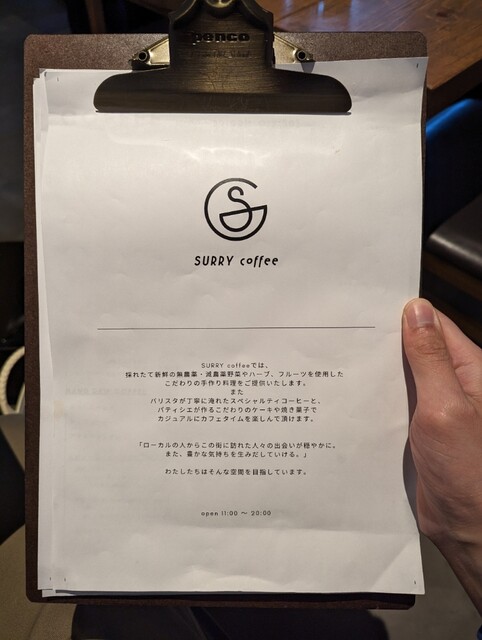 penco
SURRY coffee
SURRY coffeeでは、
採れたて新鮮の無農薬・減農薬野菜やハーブ、フルーツを使用した
こだわりの手作り料理をご提供いたします。
また
バリスタが丁寧に淹れたスペシャルティコーヒーと、
パティシエが作るこだわりのケーキや焼き菓子で
カジュアルにカフェタイムを楽しんで頂けます。
「ローカルの人からこの街に訪れた人々の出会いが穏やかに、
また、豊かな気持ちを生みだしていける。」
わたしたちはそんな空間を目指しています。
open 11:00 〜 20:00